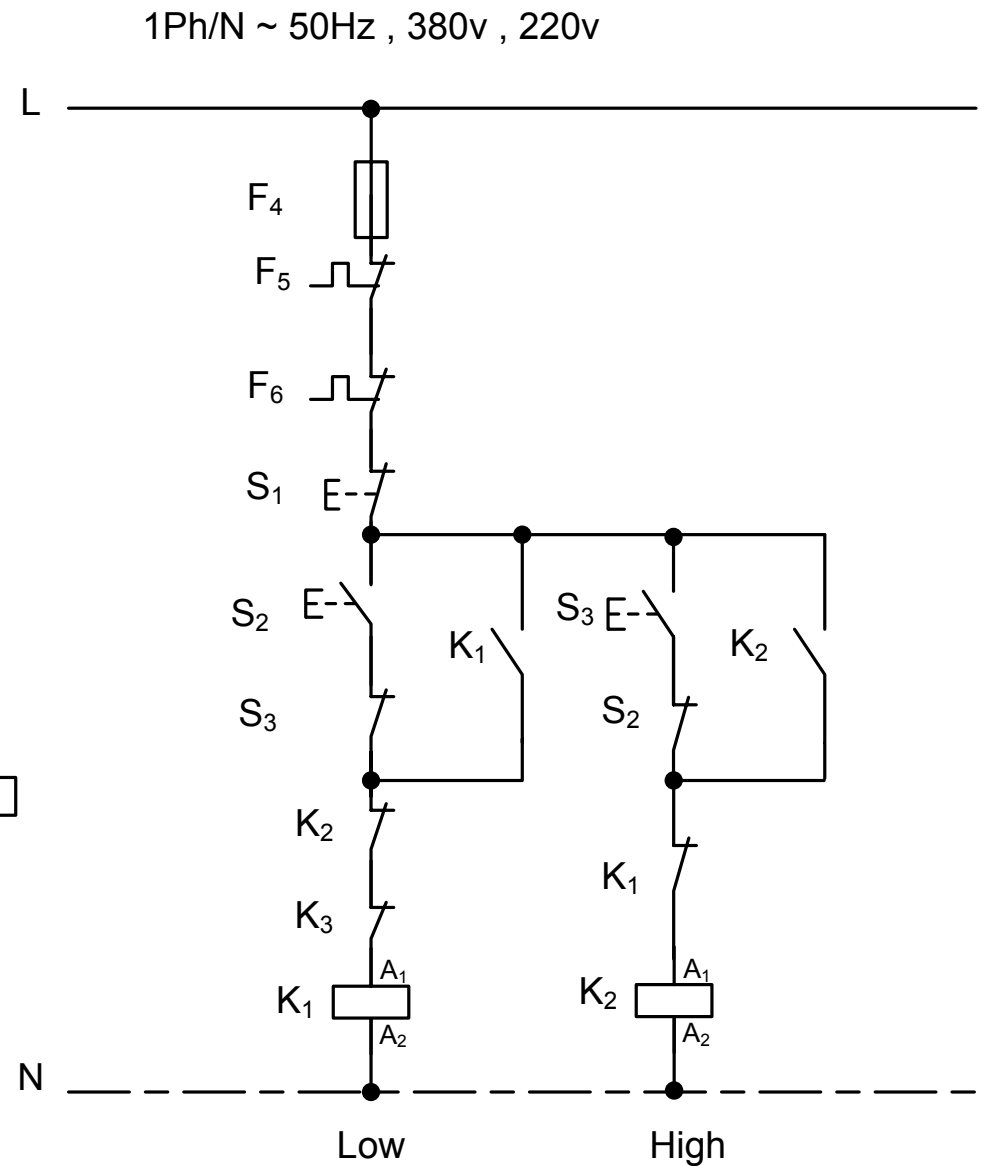 1Ph/N ~ 50Hz , 380v , 220v
L
F₄
F₅
F₆
S₁
S₂
K₁
S₃
K₂
S₃
S₂
K₂
K₁
K₃
A₁
K₁
A₂
A₁
K₂
A₂
N
Low
High